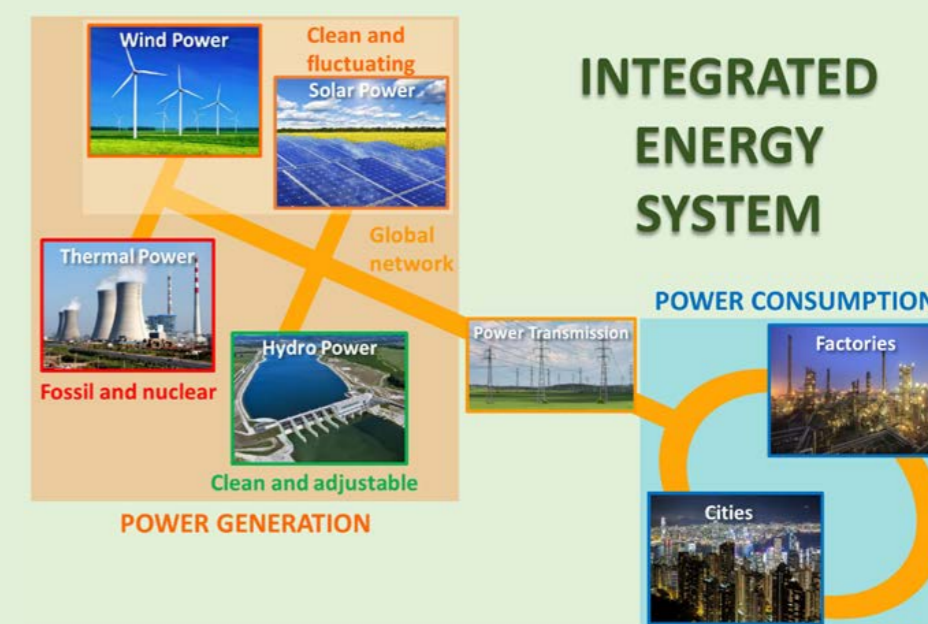 INTEGRATED
ENERGY
SYSTEM
Wind Power
Clean and
fluctuating
Solar Power
Global
network
Thermal Power
Fossil and nuclear
Hydro Power
Clean and adjustable
POWER GENERATION
Power Transmission
POWER CONSUMPTION
Factories
Cities